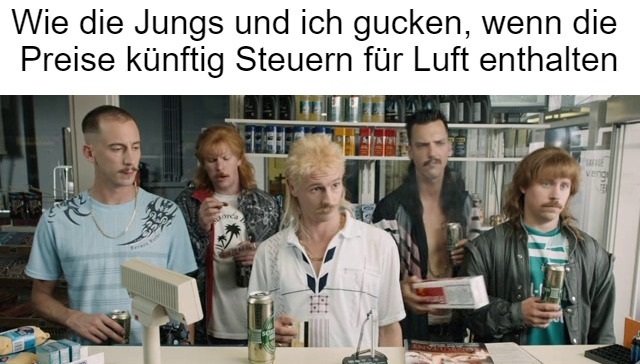 Wie die Jungs und ich gucken, wenn die
Preise künftig Steuern für Luft enthalten